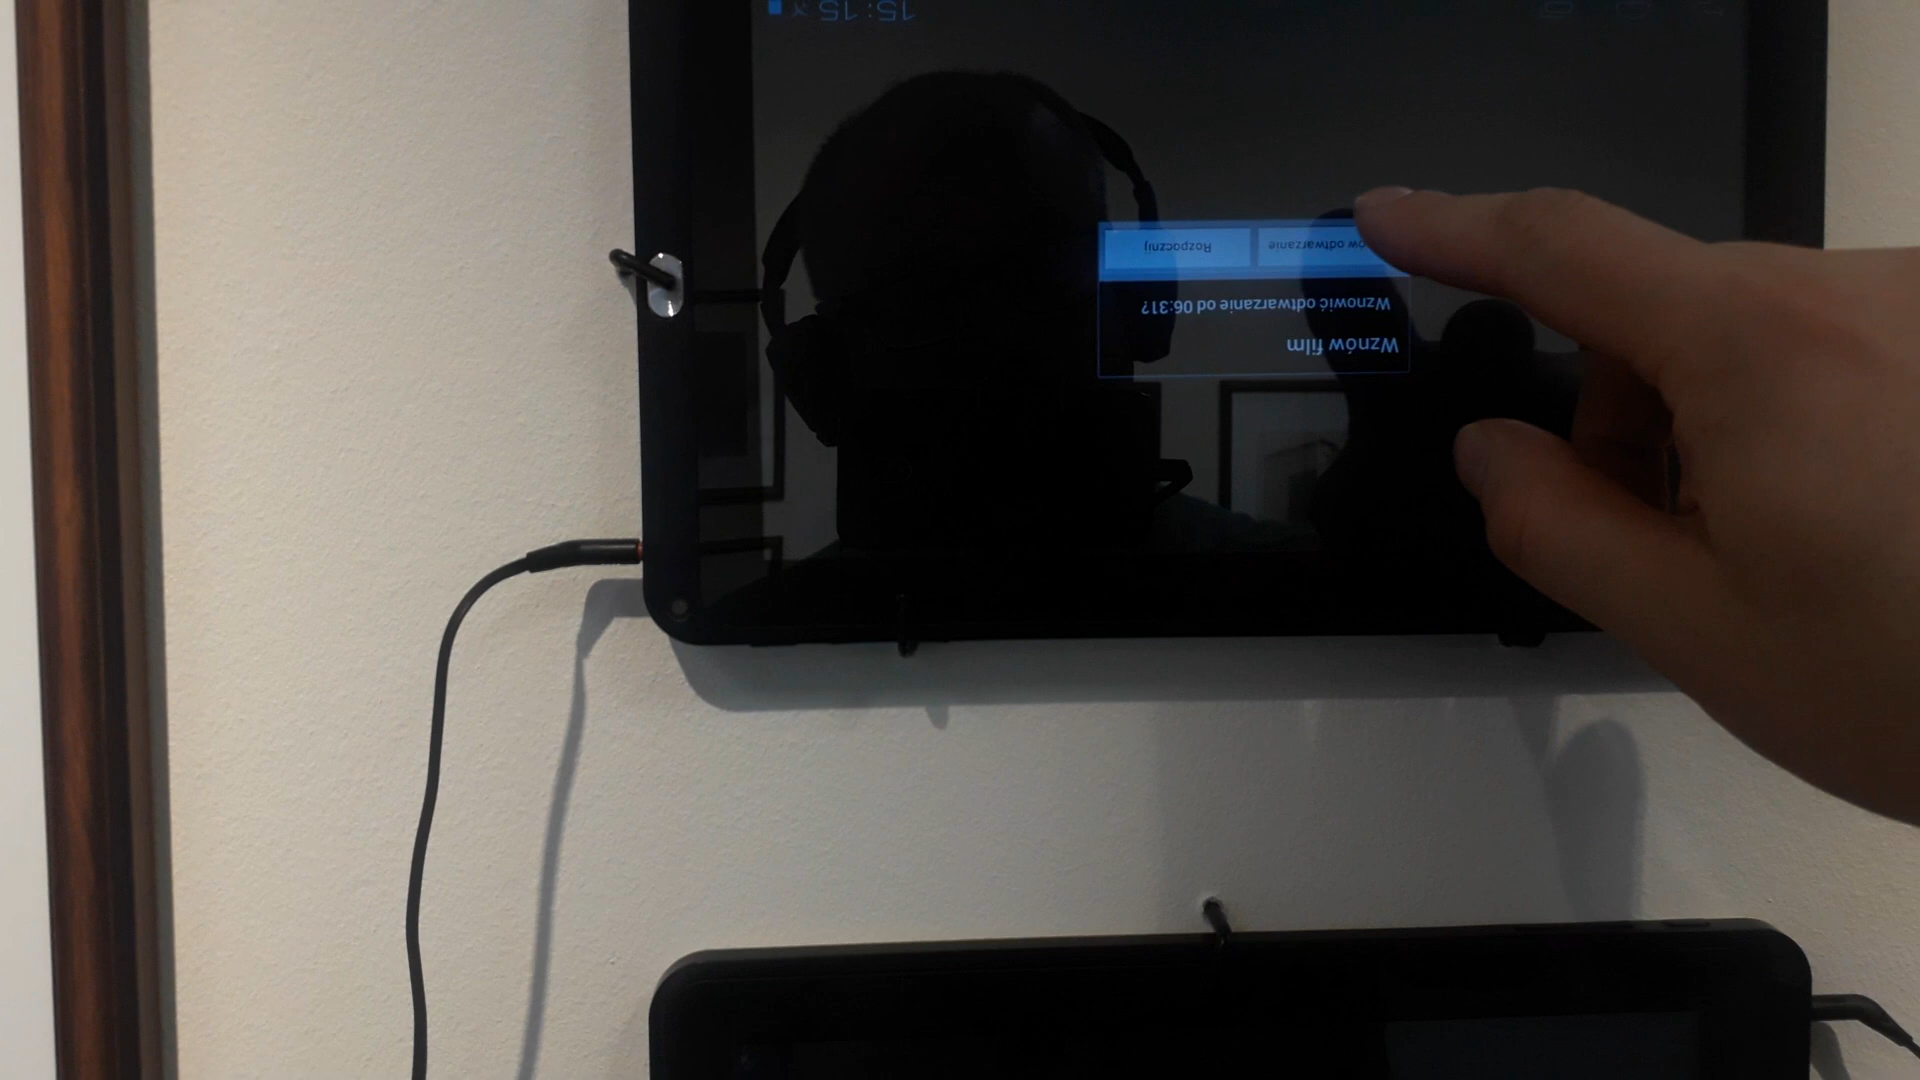 Wznów film
Wznowić odtwarzanie od 06:31?
odtwarzanie
Rozpocznij
15:15